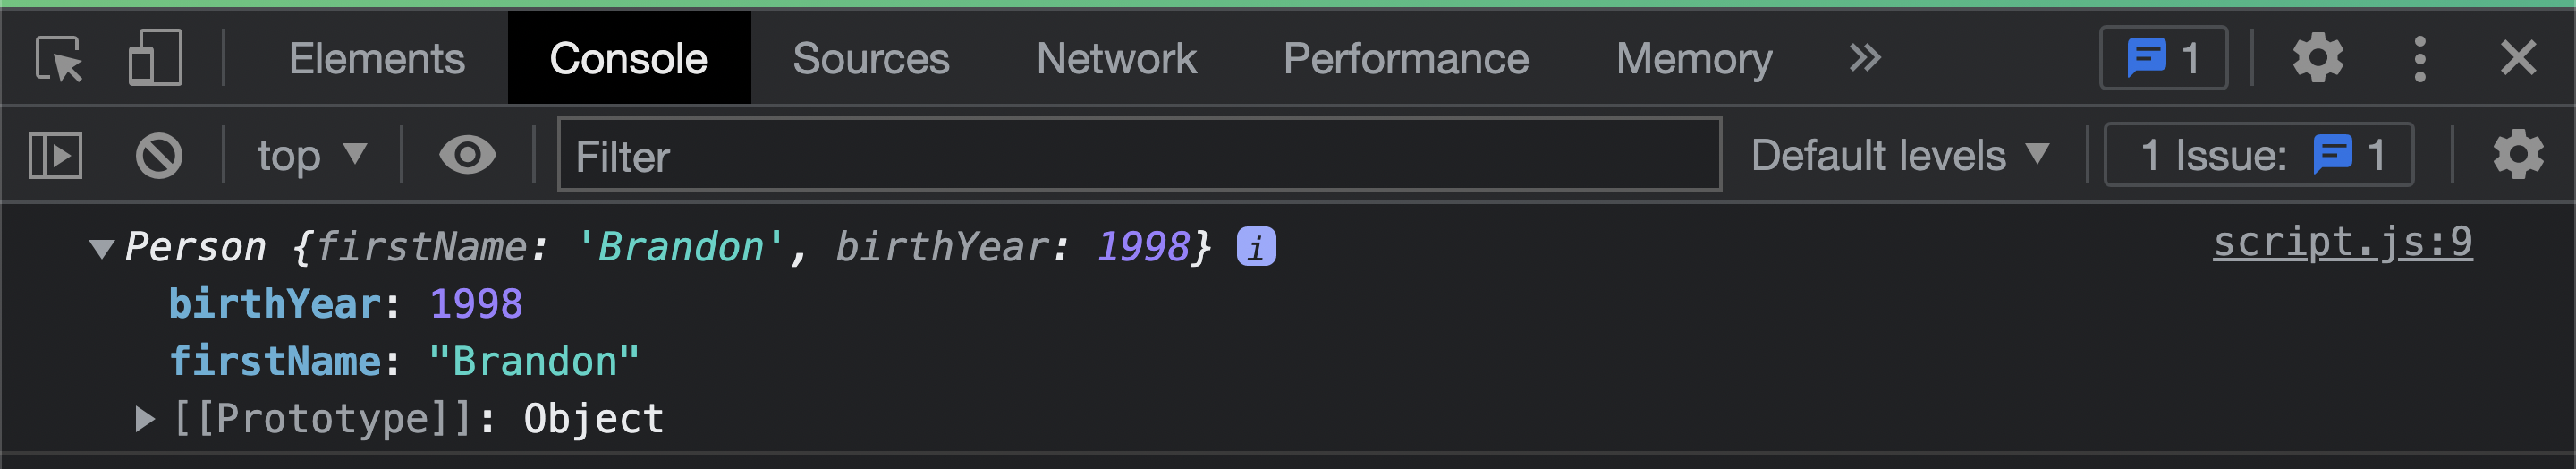 Elements Console Sources Network Performance Memory » 1
top Filter Default levels 1 Issue: 1
Person {firstName: 'Brandon', birthYear: 1998} i script.js:9
birthYear: 1998
firstName: "Brandon"
[[Prototype]]: Object